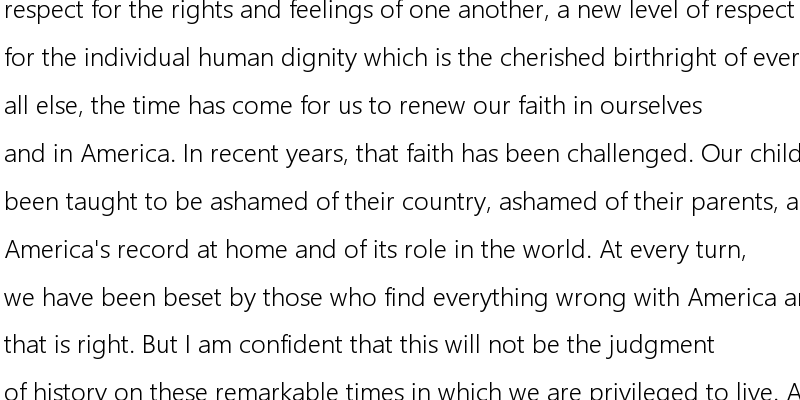 respect for the rights and feelings of one another, a new level of respect
for the individual human dignity which is the cherished birthright of
all else, the time has come for us to renew our faith in ourselves
and in America. In recent years, that faith has been challenged. Our
been taught to be ashamed of their country, ashamed of their parents,
America's record at home and of its role in the world. At every turn,
we have been beset by those who find everything wrong with America
that is right. But I am confident that this will not be the judgment
of history on these remarkable times in which we are privileged to live.